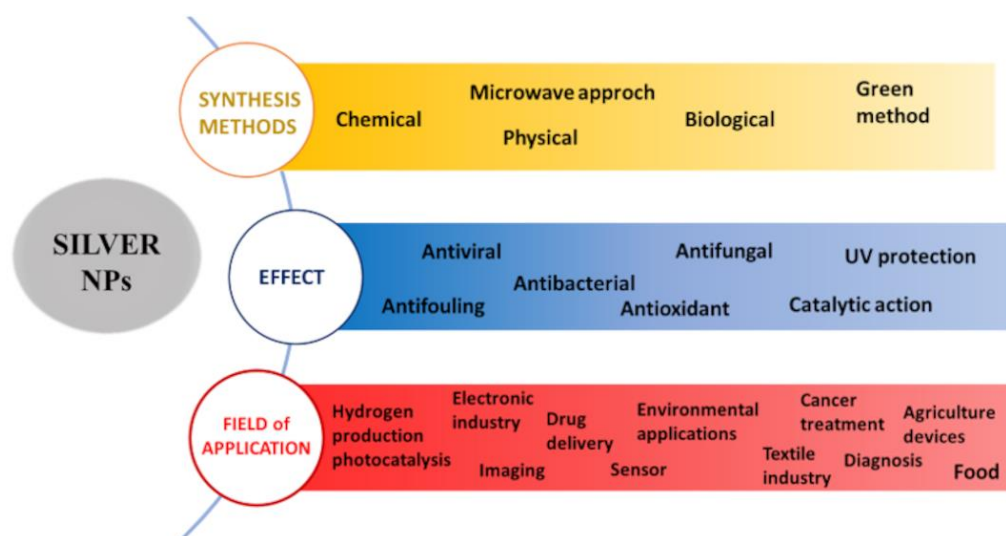 SILVER
NPs
SYNTHESIS
METHODS
Chemical
Microwave approch
Physical
Biological
Green
method
EFFECT
Antiviral
Antifungal
UV protection
Antibacterial
Antifouling
Antioxidant
Catalytic action
FIELD of
APPLICATION
Hydrogen
production
photocatalysis
Electronic
industry
Imaging
Drug
delivery
Sensor
Environmental
applications
Textile
industry
Cancer
treatment
Diagnosis
Agriculture
devices
Food